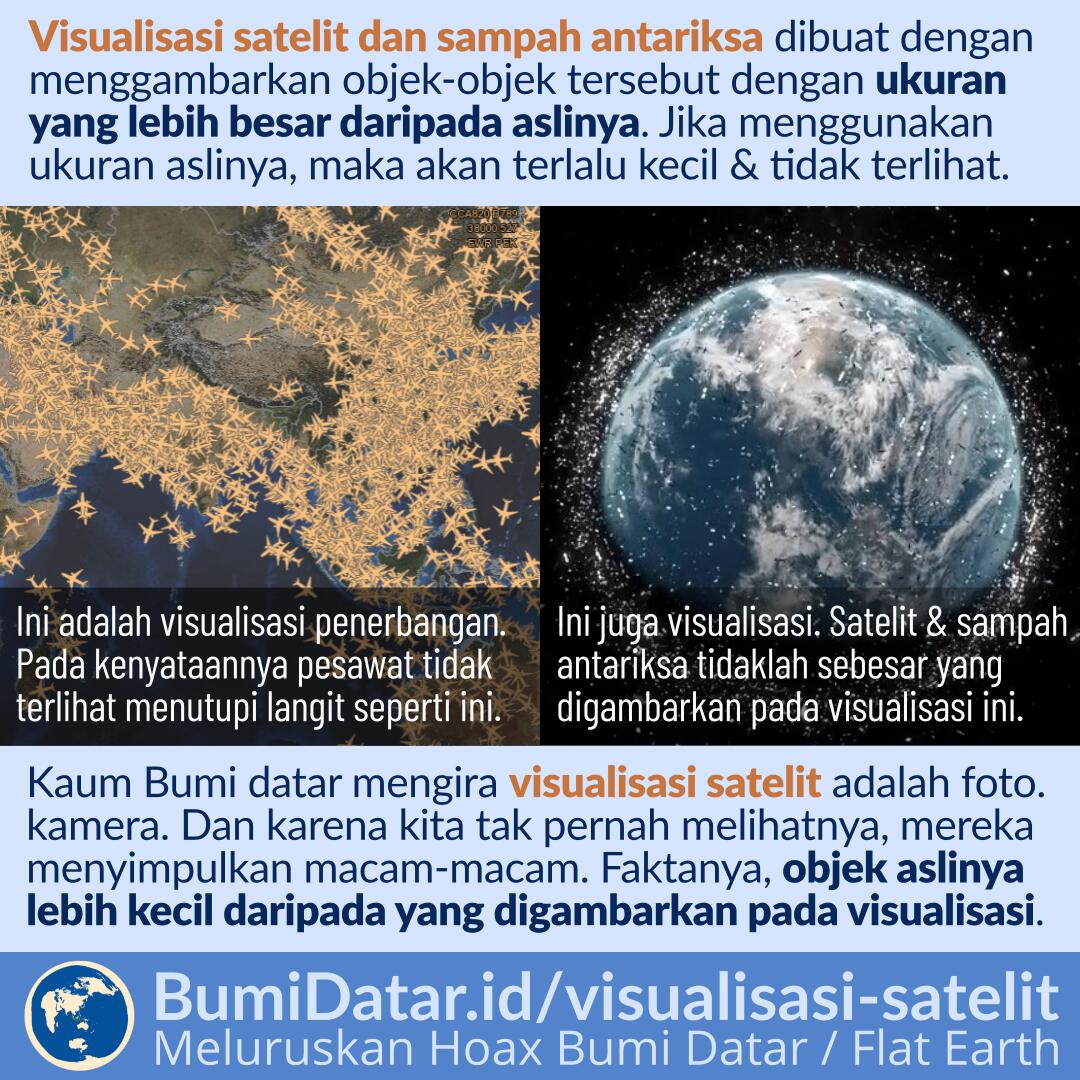 Visualisasi satelit dan sampah antariksa dibuat dengan
menggambarkan objek-objek tersebut dengan ukuran
yang lebih besar daripada aslinya. Jika menggunakan
ukuran aslinya, maka akan terlalu kecil & tidak terlihat.
CCA820 B789
38000 527
EWR PEK
Ini adalah visualisasi penerbangan.
Pada kenyataannya pesawat tidak
terlihat menutupi langit seperti ini.
Ini juga visualisasi. Satelit & sampah
antariksa tidaklah sebesar yang
digambarkan pada visualisasi ini.
Kaum Bumi datar mengira visualisasi satelit adalah foto.
kamera. Dan karena kita tak pernah melihatnya, mereka
menyimpulkan macam-macam. Faktanya, objek aslinya
lebih kecil daripada yang digambarkan pada visualisasi.
BumiDatar.id/visualisasi-satelit
Meluruskan Hoax Bumi Datar / Flat Earth